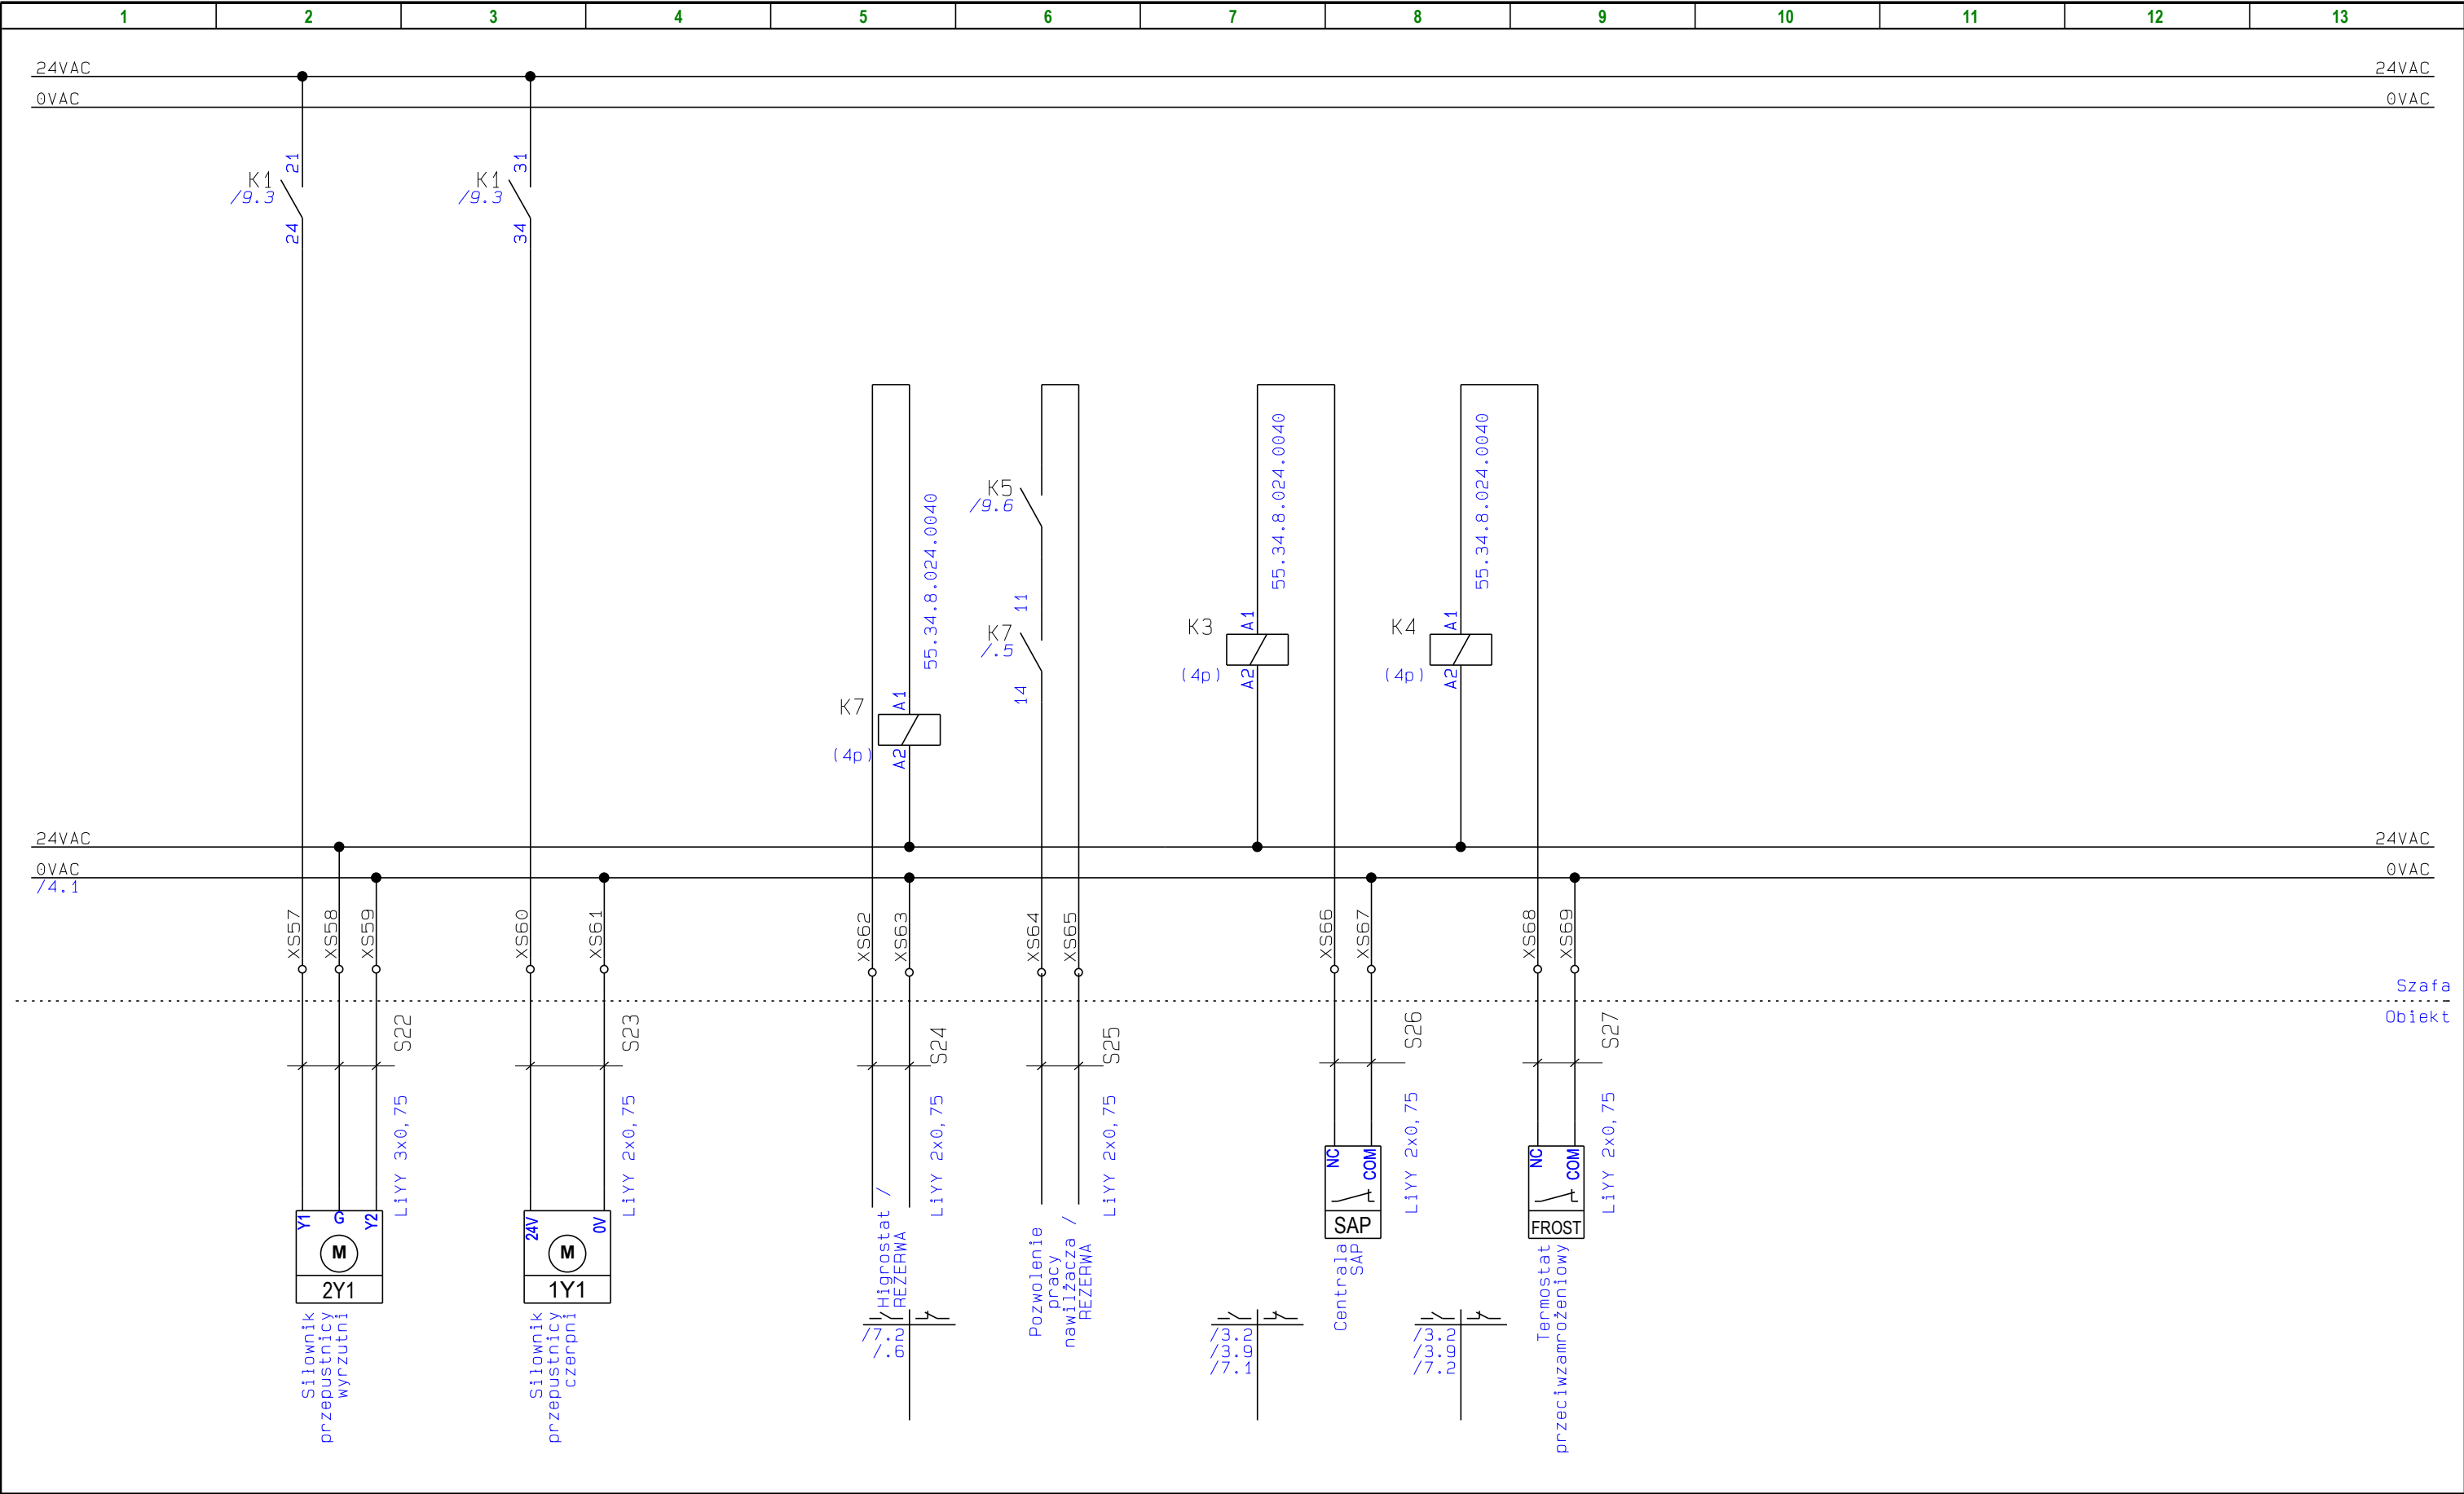 1 2 3 4 5 6 7 8 9 10 11 12 13
24VAC 24VAC
0VAC 0VAC
K1
/9.3
21
24
K1
/9.3
31
34
K7
(4p)
A1
A2
55.34.8.024.0040
K5
/9.6
K7
/.5
11
14
K3
(4p)
A1
A2
55.34.8.024.0040
K4
(4p)
A1
A2
55.34.8.024.0040
24VAC 24VAC
0VAC 0VAC
/4.1
XS57
XS58
XS59
XS60
XS61
XS62
XS63
XS64
XS65
XS66
XS67
XS68
XS69
Szafa
Obiekt
S22
S23
S24
S25
S26
S27
LiYY 3x0,75
LiYY 2x0,75
LiYY 2x0,75
LiYY 2x0,75
LiYY 2x0,75
LiYY 2x0,75
Y1 G Y2
M
2Y1
Siłownik
przepustnicy
wyrzutni
24V 0V
M
1Y1
Siłownik
przepustnicy
czerpni
Higrostat /
REZERWA
/7.2
/.6
Pozwolenie
pracy
nawilżacza /
REZERWA
NC COM
SAP
Centrala
SAP
/3.2
/3.9
/7.1
NC COM
FROST
Termostat
przeciwzamrożeniowy
/3.2
/3.9
/7.2